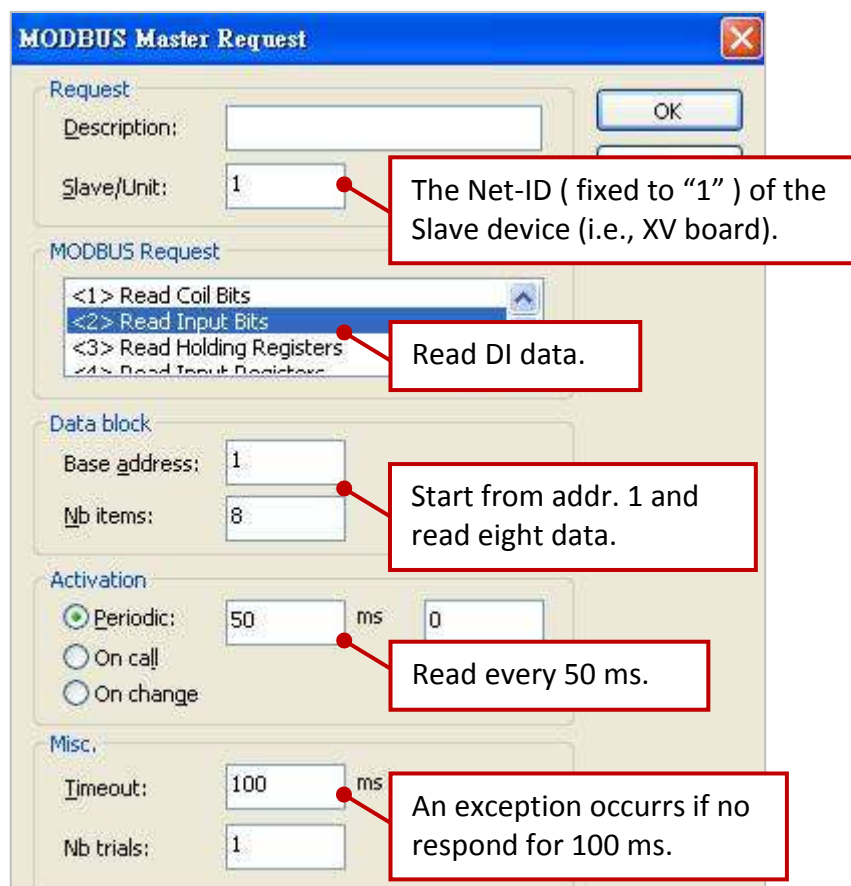 MODBUS Master Request
Request
Description:
OK
Slave/Unit: 1
The Net-ID ( fixed to “1” ) of the
Slave device (i.e., XV board).
MODBUS Request
<1> Read Coil Bits
<2> Read Input Bits
<3> Read Holding Registers
<4> Read Input Registers
Read DI data.
Data block
Base address: 1
Nb items: 8
Start from addr. 1 and
read eight data.
Activation
Periodic: 50 ms 0
On call
On change
Read every 50 ms.
Misc.
Timeout: 100 ms
Nb trials: 1
An exception occurrs if no
respond for 100 ms.